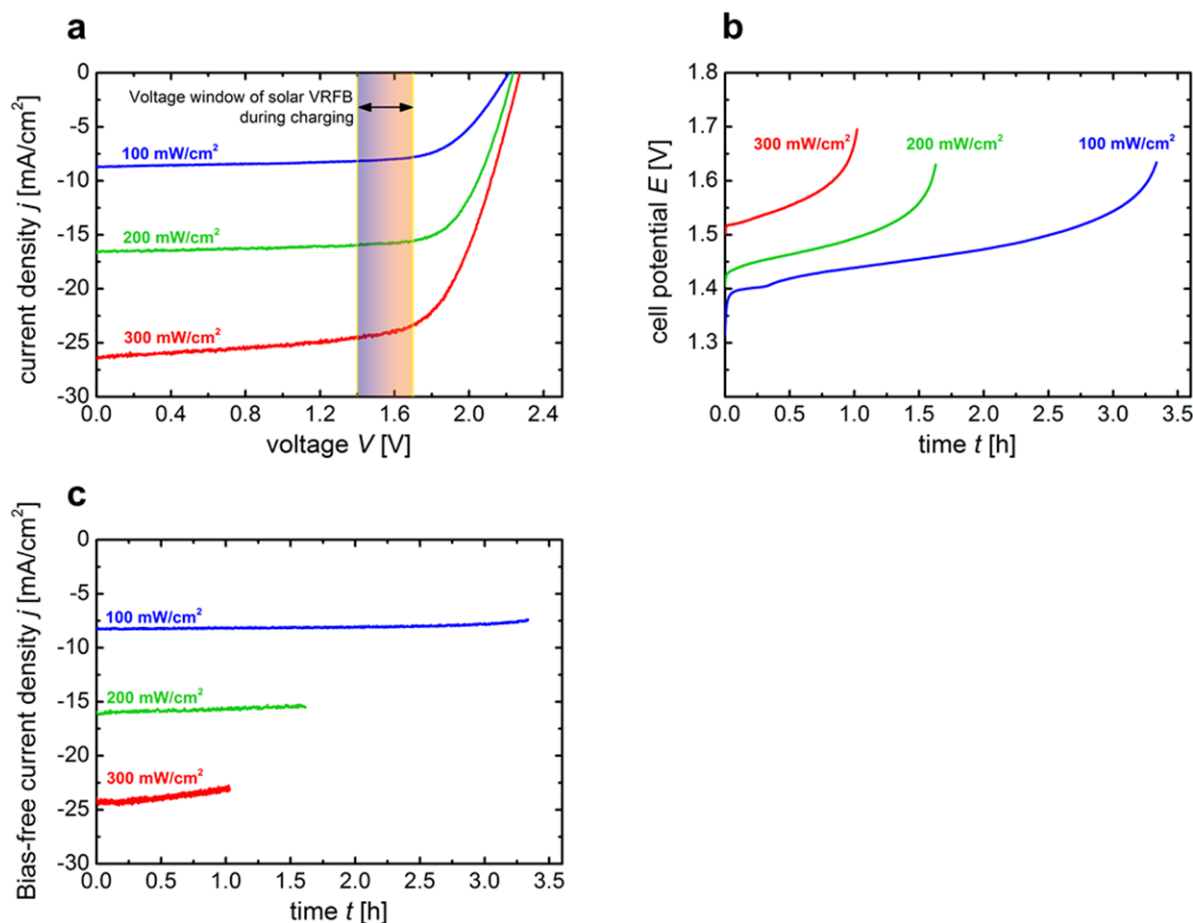 a
current density j [mA/cm²]
0
-5
-10
-15
-20
-25
-30
Voltage window of solar VRFB
during charging
100 mW/cm²
200 mW/cm²
300 mW/cm²
0.0 0.4 0.8 1.2 1.6 2.0 2.4
voltage V [V]
b
cell potential E [V]
1.8
1.7
1.6
1.5
1.4
1.3
300 mW/cm²
200 mW/cm²
100 mW/cm²
0.0 0.5 1.0 1.5 2.0 2.5 3.0 3.5
time t [h]
c
Bias-free current density j [mA/cm²]
0
-5
-10
-15
-20
-25
-30
100 mW/cm²
200 mW/cm²
300 mW/cm²
0.0 0.5 1.0 1.5 2.0 2.5 3.0 3.5
time t [h]